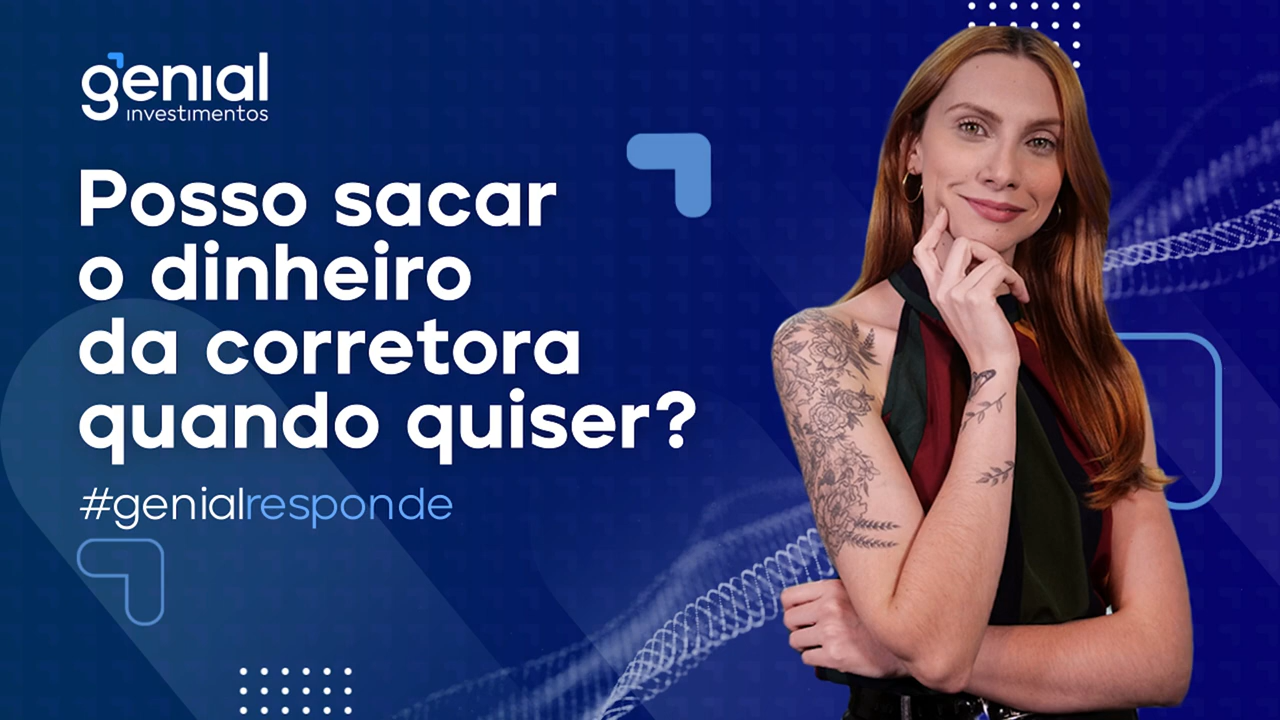 genial
investimentos
Posso sacar
o dinheiro
da corretora
quando quiser?
#genialresponde